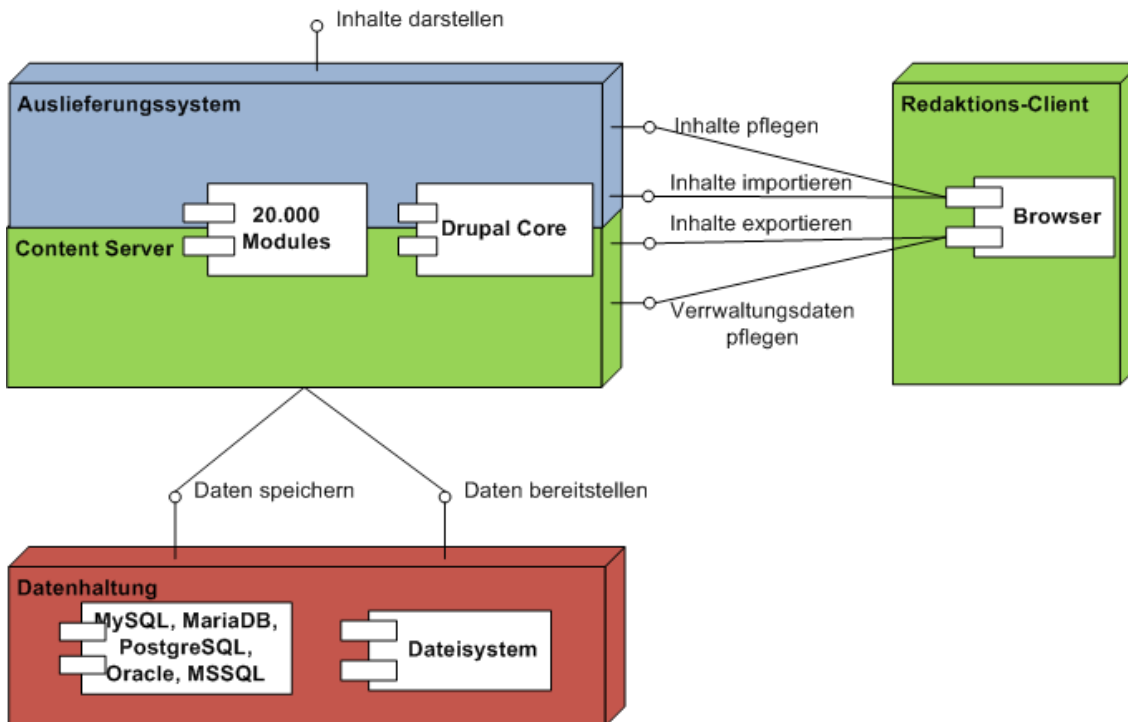 Inhalte darstellen
Auslieferungssystem
Redaktions-Client
Inhalte pflegen
Inhalte importieren
20.000
Modules
Drupal Core
Browser
Content Server
Inhalte exportieren
Verrwaltungsdaten
pflegen
Daten speichern
Daten bereitstellen
Datenhaltung
MySQL, MariaDB,
PostgreSQL,
Oracle, MSSQL
Dateisystem